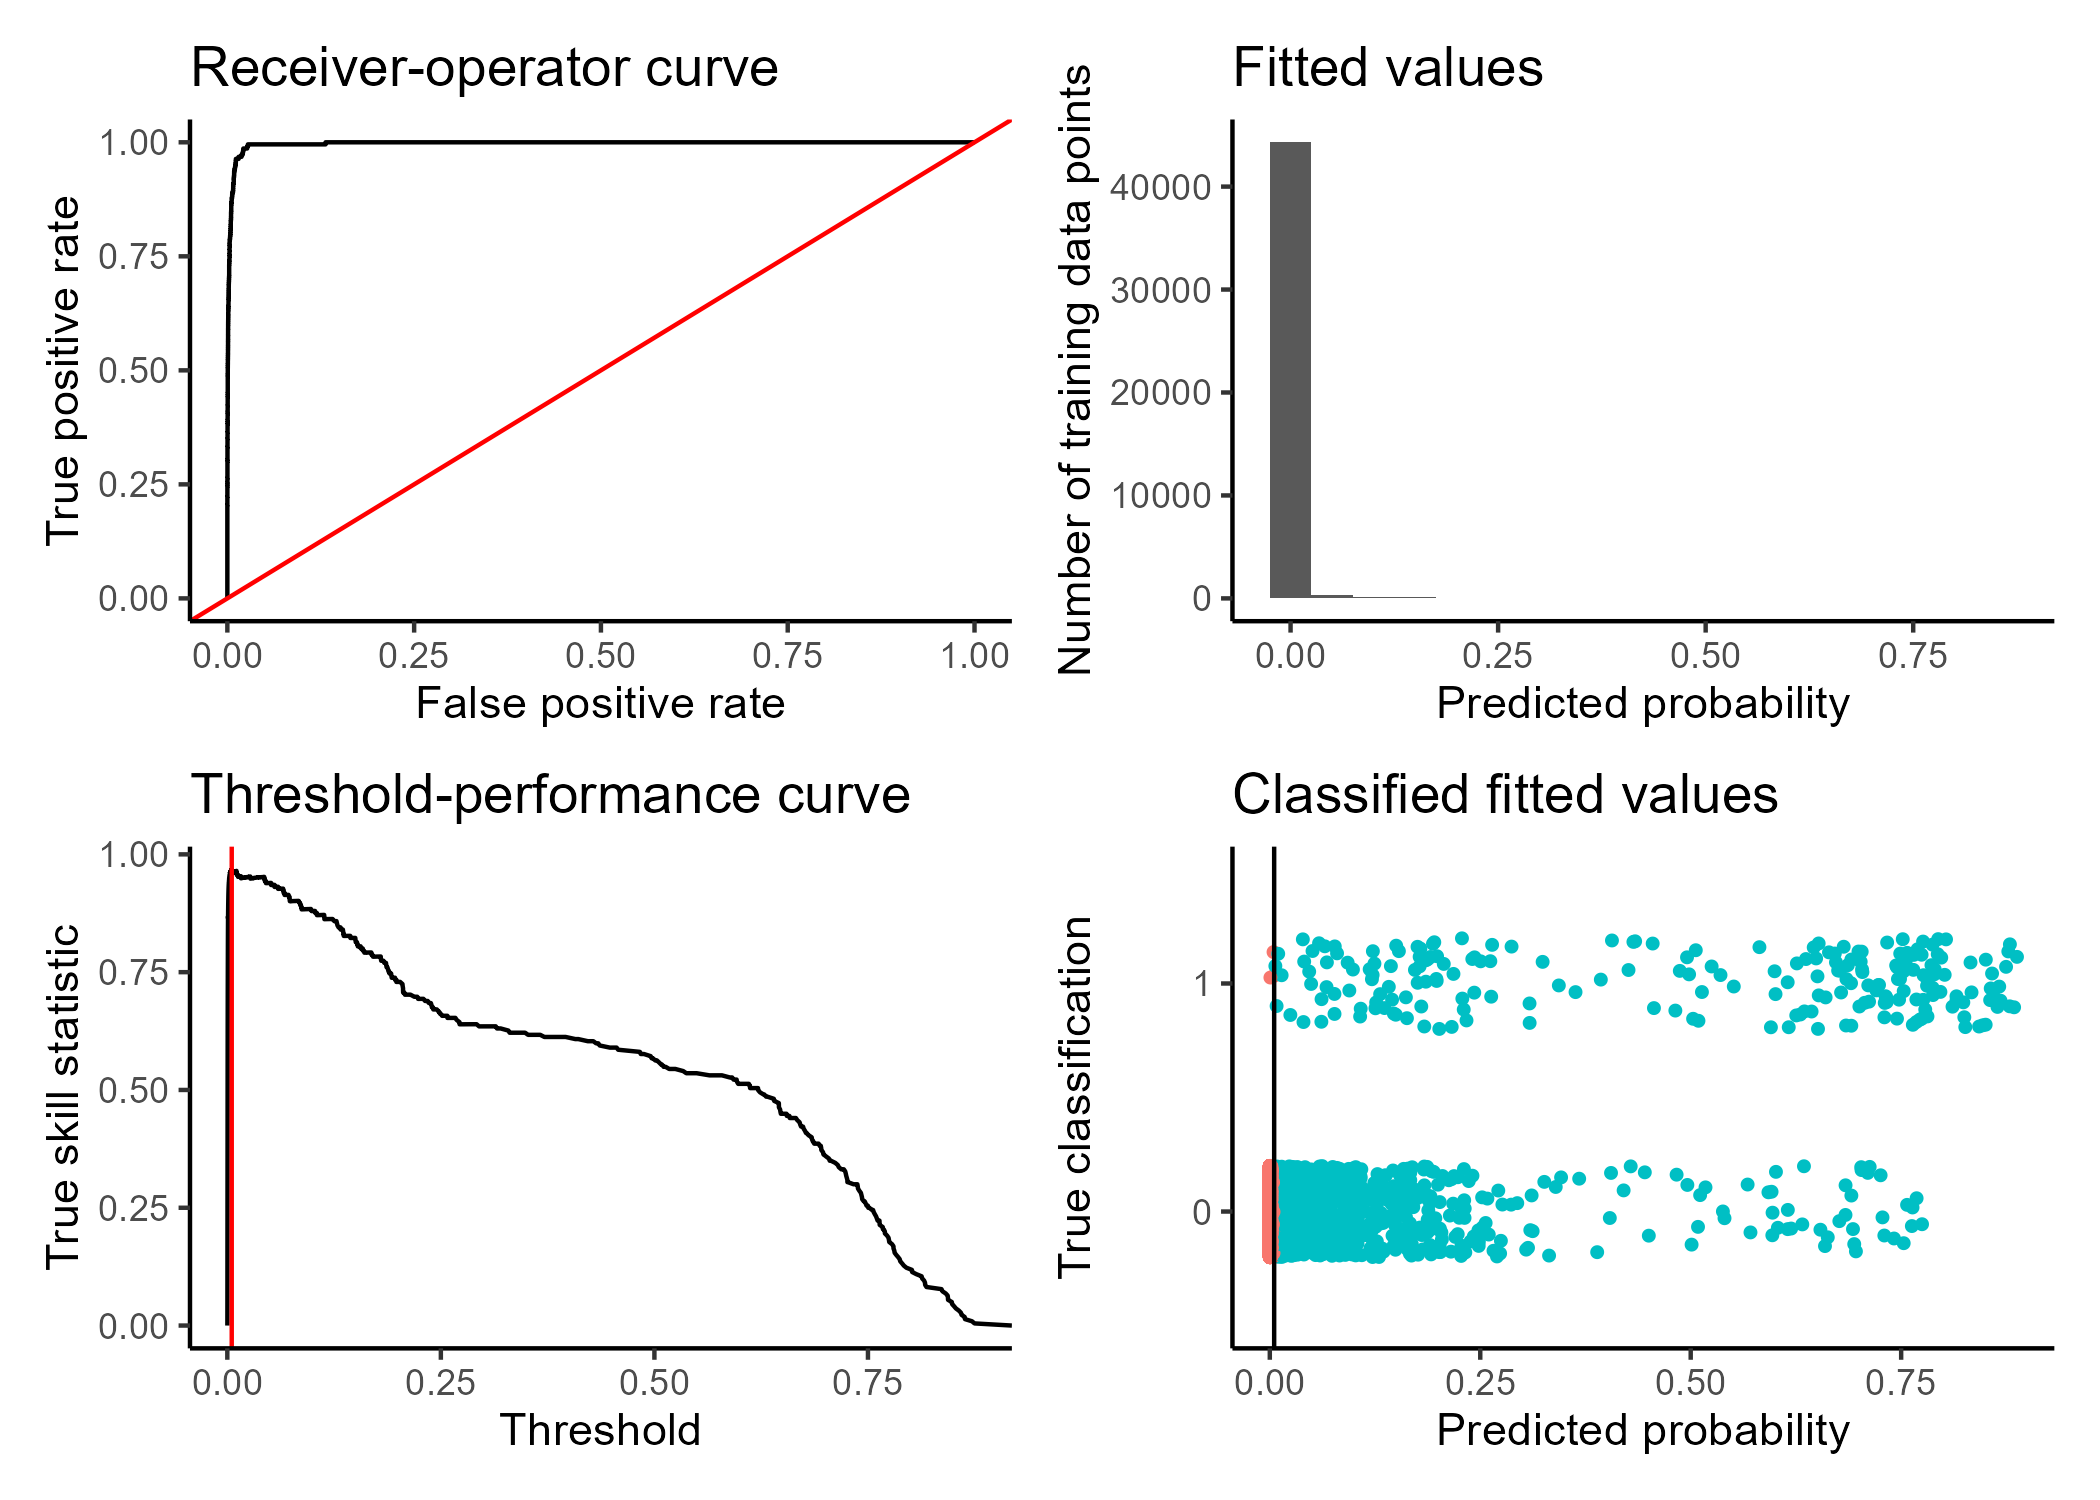 Receiver-operator curve
True positive rate
1.00
0.75
0.50
0.25
0.00
0.00 0.25 0.50 0.75 1.00
False positive rate
Fitted values
Number of training data points
40000
30000
20000
10000
0
0.00 0.25 0.50 0.75
Predicted probability
Threshold-performance curve
True skill statistic
1.00
0.75
0.50
0.25
0.00
0.00 0.25 0.50 0.75
Threshold
Classified fitted values
True classification
1
0
0.00 0.25 0.50 0.75
Predicted probability